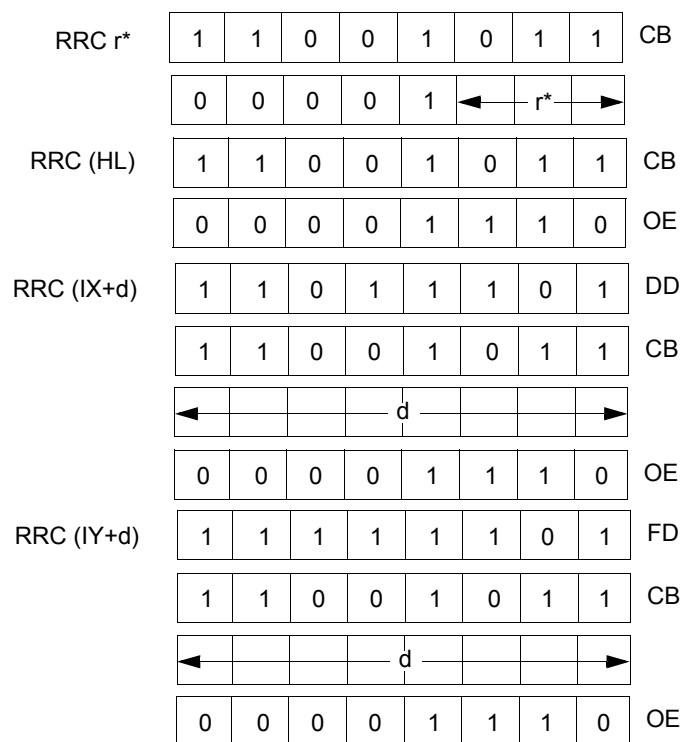 RRC r* 1 1 0 0 1 0 1 1 CB
0 0 0 0 1 r*
RRC (HL) 1 1 0 0 1 0 1 1 CB
0 0 0 0 1 1 1 0 OE
RRC (IX+d) 1 1 0 1 1 1 0 1 DD
1 1 0 0 1 0 1 1 CB
d
0 0 0 0 1 1 1 0 OE
RRC (IY+d) 1 1 1 1 1 1 0 1 FD
1 1 0 0 1 0 1 1 CB
d
0 0 0 0 1 1 1 0 OE